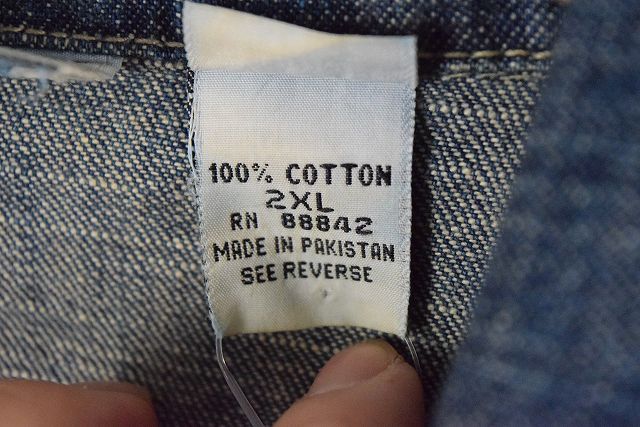 100% COTTON
2XL
RN 88842
MADE IN PAKISTAN
SEE REVERSE